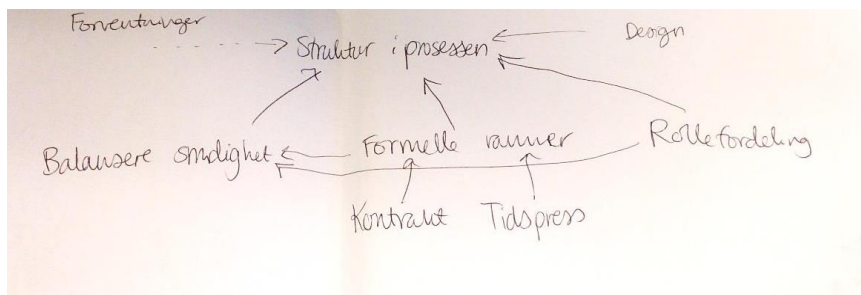 Forventninger
Struktur i prosessen
Design
Balansere smidighet
Formelle rammer
Rollefordeling
Kontrakt
Tidspress